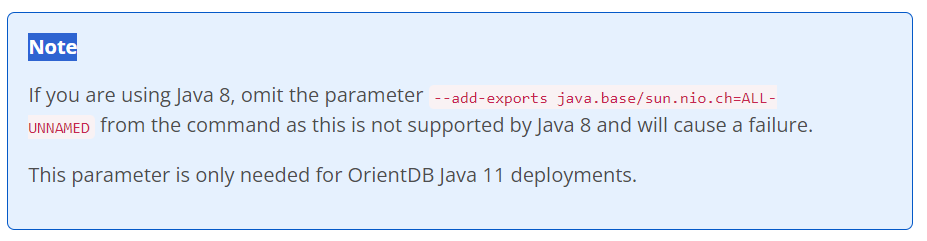 Note
If you are using Java 8, omit the parameter --add-exports java.base/sun.nio.ch=ALL-
UNNAMED from the command as this is not supported by Java 8 and will cause a failure.
This parameter is only needed for OrientDB Java 11 deployments.